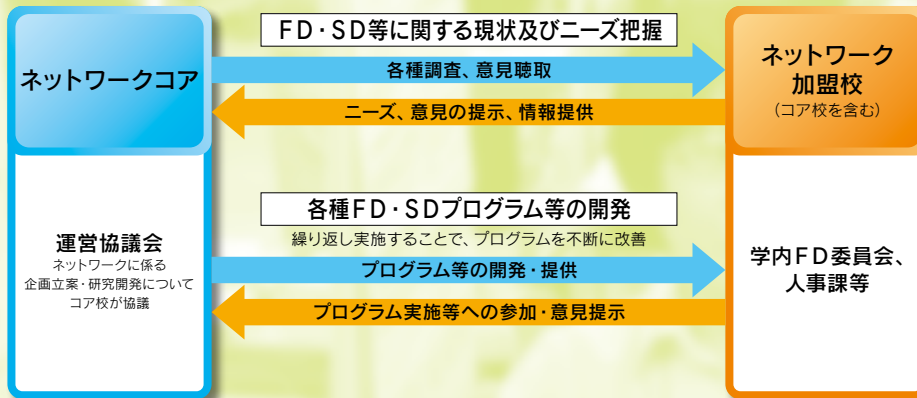 FD・SD等に関する現状及びニーズ把握
ネットワークコア
各種調査、意見聴取
ニーズ、意見の提示、情報提供
ネットワーク
加盟校
（コア校を含む）
運営協議会
ネットワークに係る
企画立案・研究開発について
コア校が協議
各種FD・SDプログラム等の開発
繰り返し実施することで、プログラムを不断に改善
プログラム等の開発・提供
プログラム実施等への参加・意見提示
学内FD委員会、
人事課等